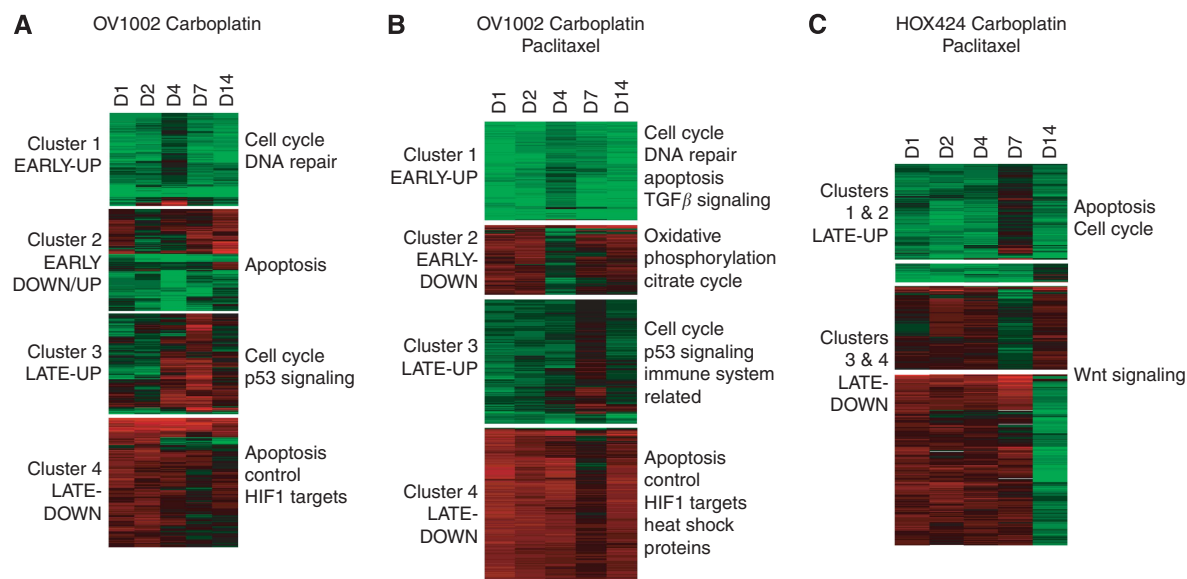 A
OV1002 Carboplatin
D1
D2
D4
D7
D14
Cluster 1
EARLY-UP
Cell cycle
DNA repair
Cluster 2
EARLY
DOWN/UP
Apoptosis
Cluster 3
LATE-UP
Cell cycle
p53 signaling
Cluster 4
LATE-
DOWN
Apoptosis
control
HIF1 targets
B
OV1002 Carboplatin
Paclitaxel
D1
D2
D4
D7
D14
Cluster 1
EARLY-UP
Cell cycle
DNA repair
apoptosis
TGFβ signaling
Cluster 2
EARLY-
DOWN
Oxidative
phosphorylation
citrate cycle
Cluster 3
LATE-UP
Cell cycle
p53 signaling
immune system
related
Cluster 4
LATE-
DOWN
Apoptosis
control
HIF1 targets
heat shock
proteins
C
HOX424 Carboplatin
Paclitaxel
D1
D2
D4
D7
D14
Clusters
1 & 2
LATE-UP
Apoptosis
Cell cycle
Clusters
3 & 4
LATE-
DOWN
Wnt signaling